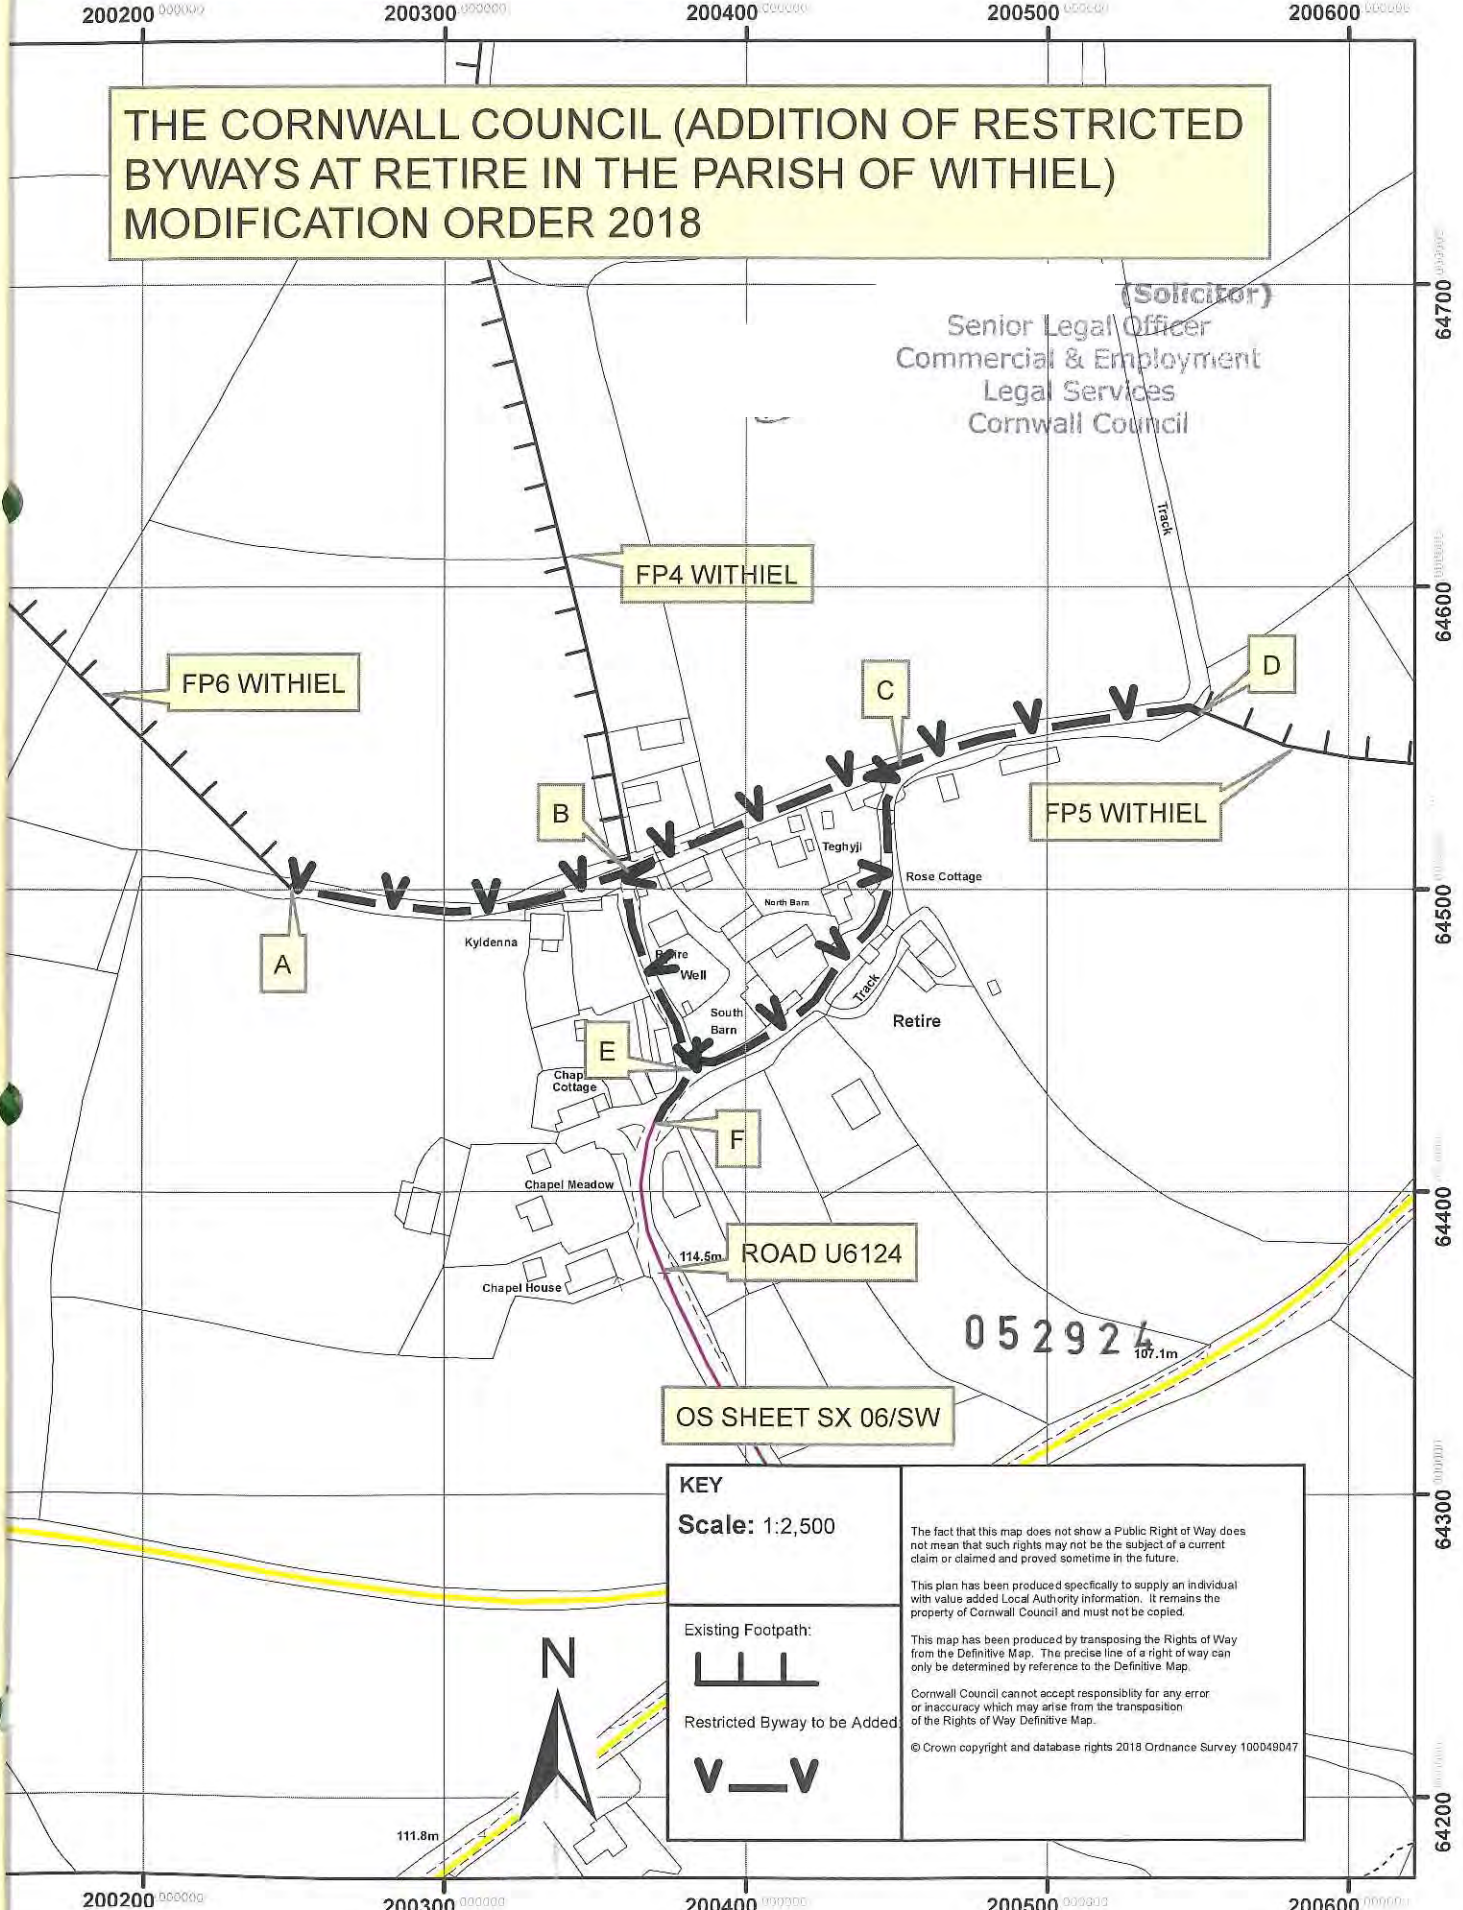 200200 200300 200400 200500 200600
THE CORNWALL COUNCIL (ADDITION OF RESTRICTED
BYWAYS AT RETIRE IN THE PARISH OF WITHIEL)
MODIFICATION ORDER 2018
(Solicitor)
Senior Legal Officer
Commercial & Employment
Legal Services
Cornwall Council
64700
Track
FP4 WITHIEL
64600
FP6 WITHIEL
D
C
B
FP5 WITHIEL
Teghyji
Rose Cottage
North Barn
64500
Kyldenna
A
Well
Track
South
Barn
Retire
E
Cottage
F
Chapel Meadow
64400
114.5m
ROAD U6124
Chapel House
052924
107.1m
OS SHEET SX 06/SW
64300
KEY
Scale: 1:2,500
Existing Footpath:
Restricted Byway to be Added:
The fact that this map does not show a Public Right of Way does
not mean that such rights may not be the subject of a current
claim or claimed and proved sometime in the future.
This plan has been produced specfically to supply an individual
with value added Local Authority information. It remains the
property of Cornwall Council and must not be copied.
This map has been produced by transposing the Rights of Way
from the Definitive Map. The precise line of a right of way can
only be determined by reference to the Definitive Map.
Cornwall Council cannot accept responsiblity for any error
or inaccuracy which may arise from the transposition
of the Rights of Way Definitive Map.
© Crown copyright and database rights 2018 Ordnance Survey 100049047
N
64200
111.8m
200200 200300 200400 200500 200600